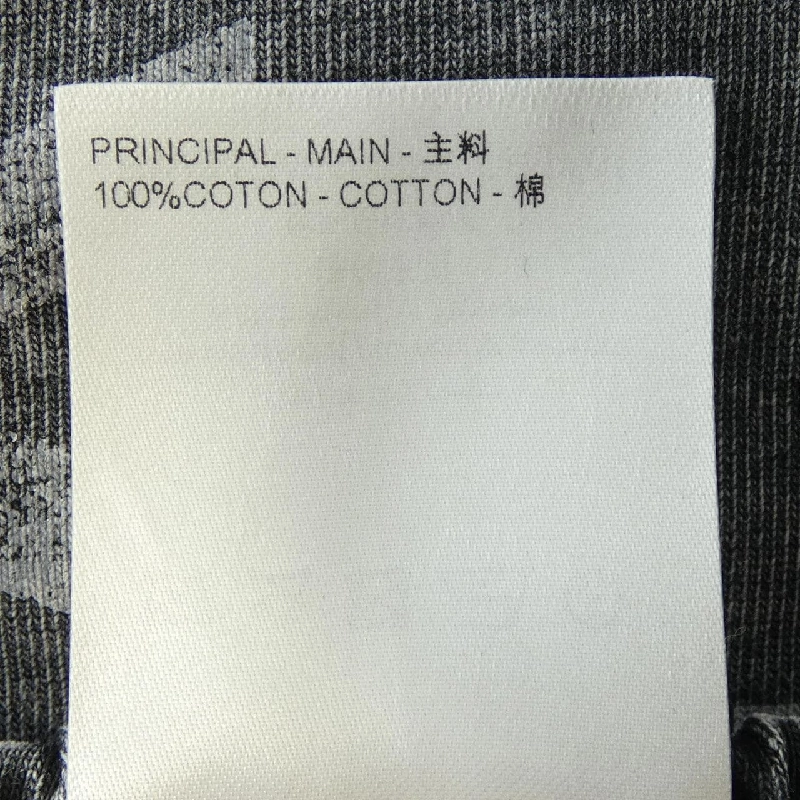 PRINCIPAL - MAIN - 主料
100%COTON - COTTON - 棉